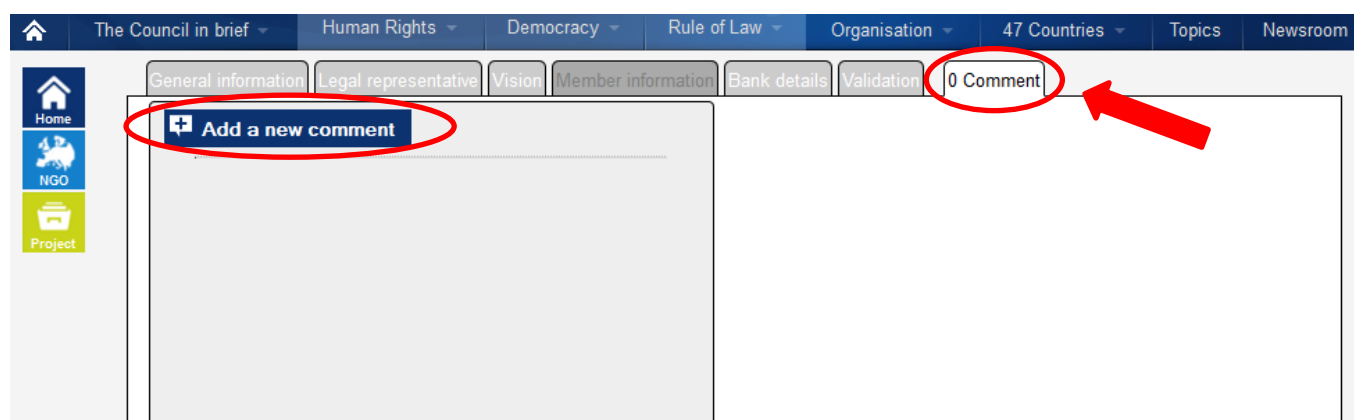 The Council in brief Human Rights Democracy Rule of Law Organisation 47 Countries Topics Newsroom
General information Legal representative Vision Member information Bank details Validation 0 Comment
Home
Add a new comment
NGO
Project